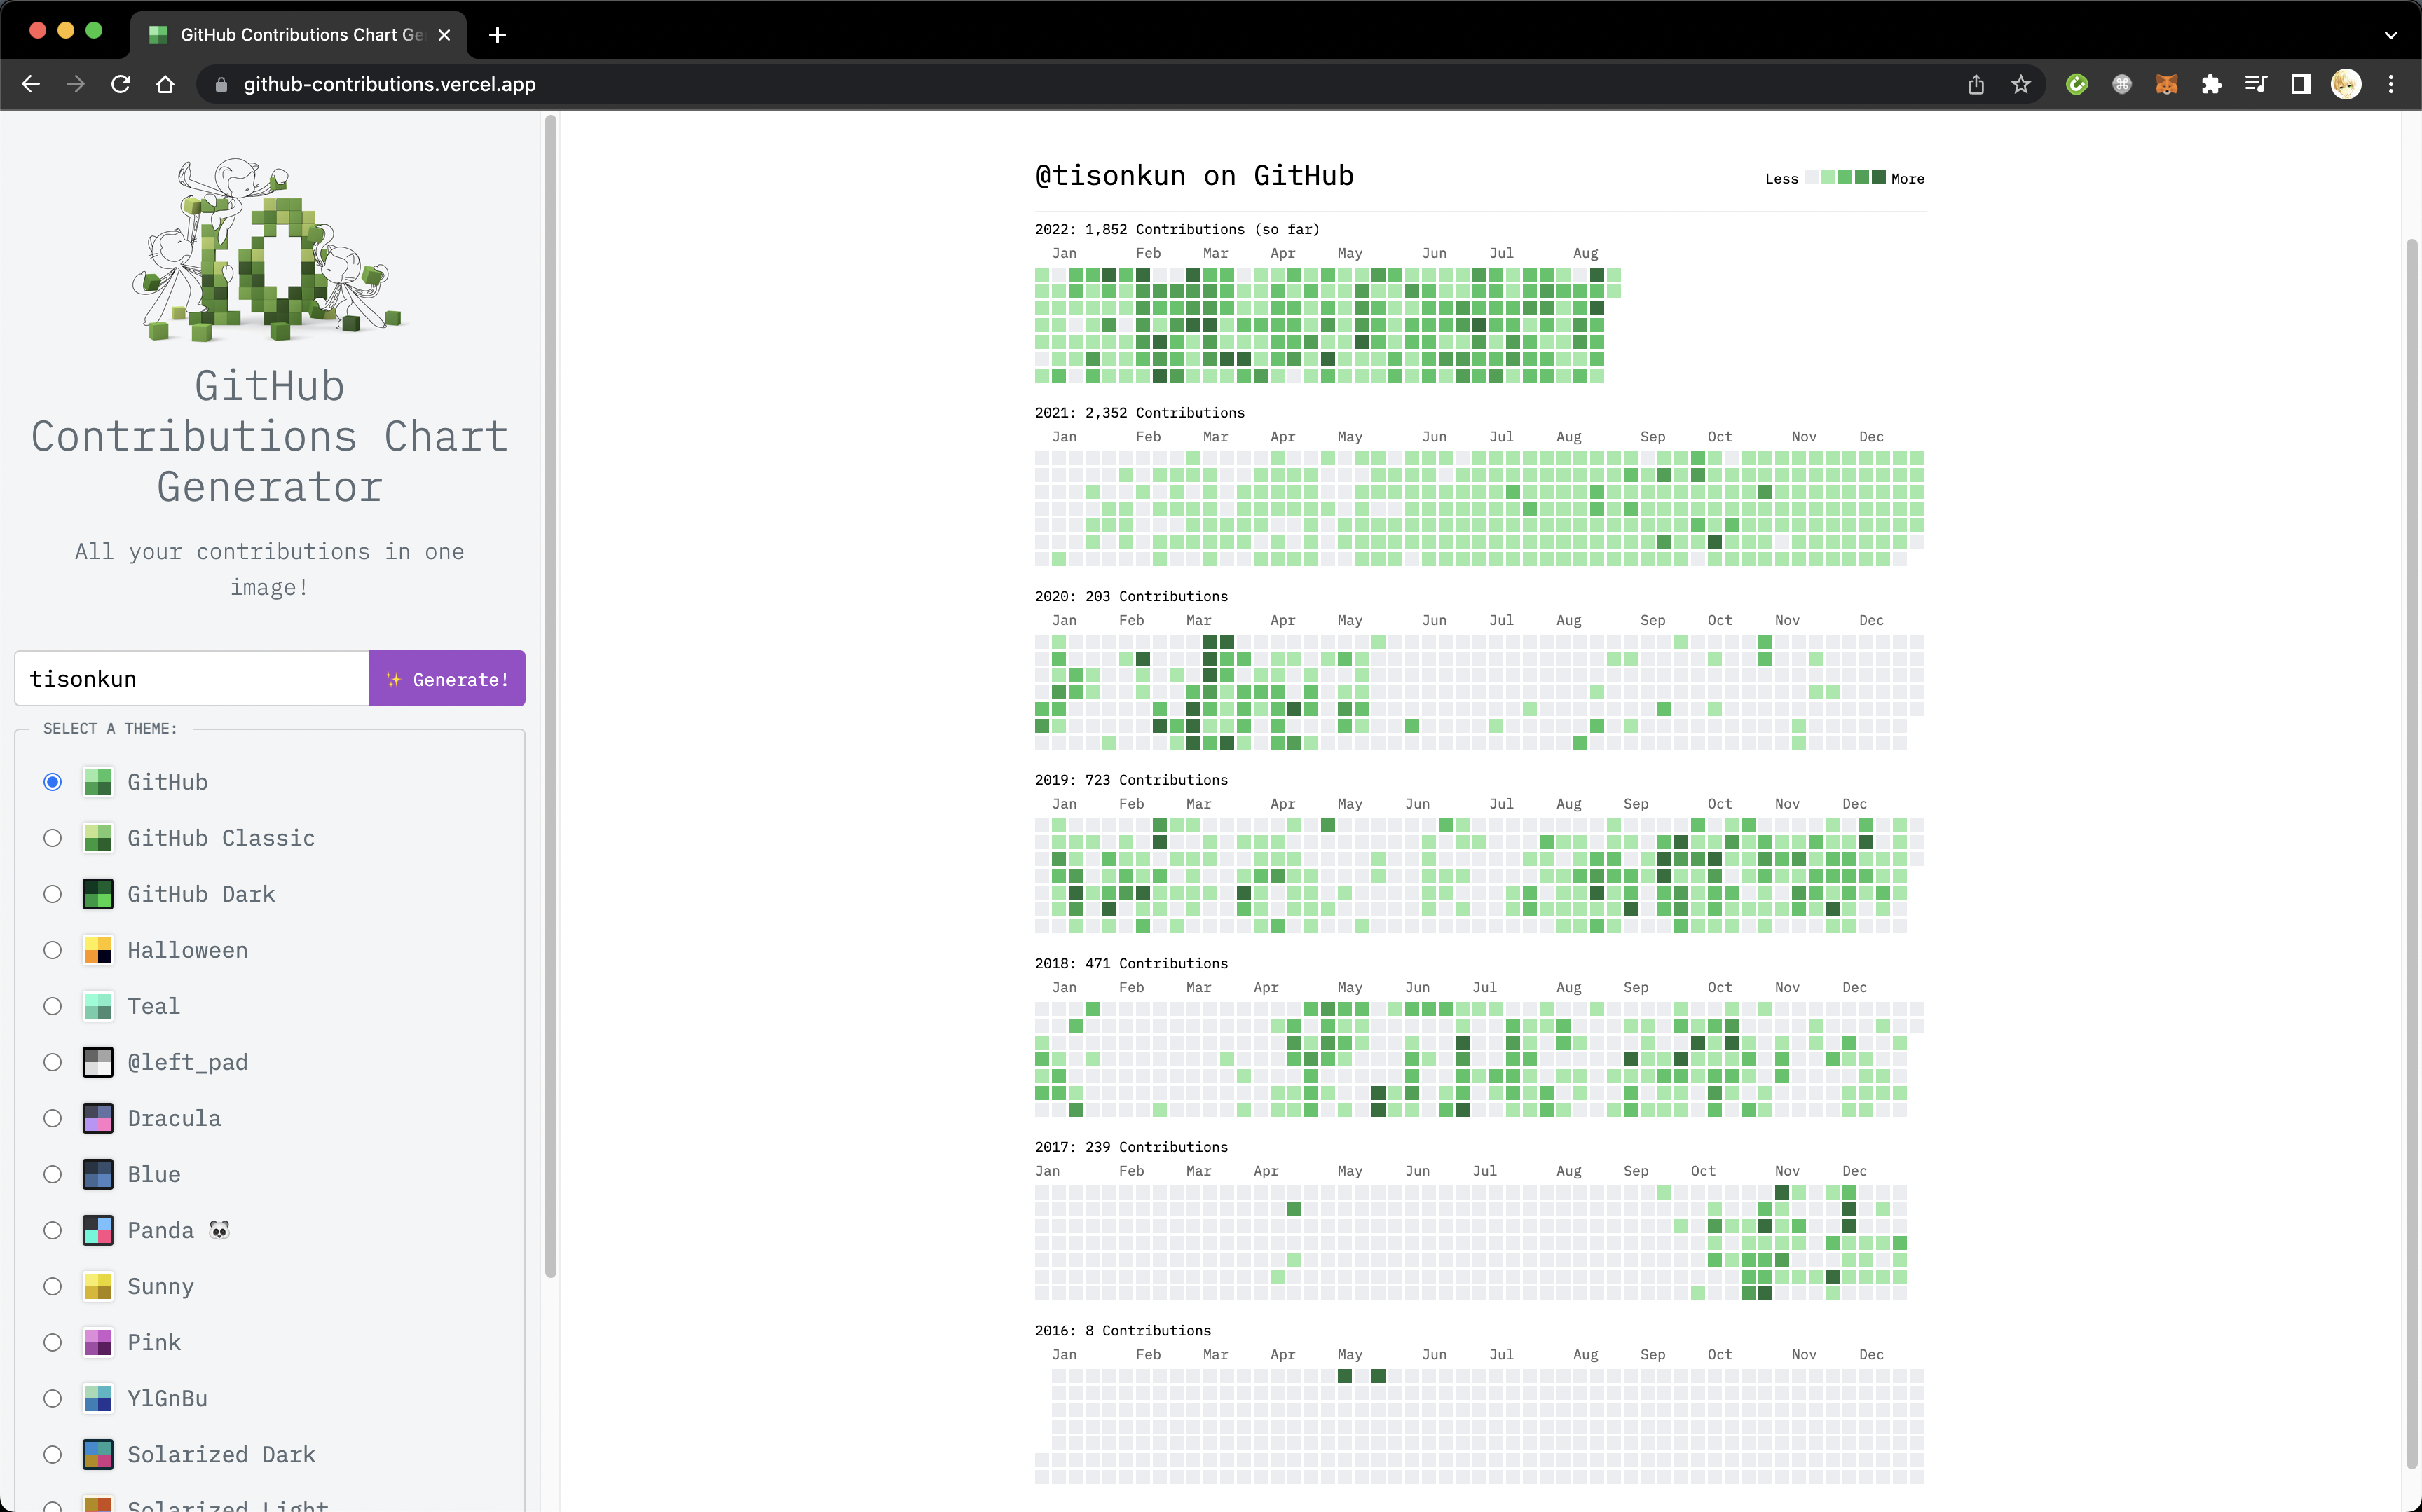 GitHub Contributions Chart Ge
github-contributions.vercel.app
10
GitHub
Contributions Chart
Generator
All your contributions in one
image!
tisonkun
✨ Generate!
SELECT A THEME:
GitHub
GitHub Classic
GitHub Dark
Halloween
Teal
@left_pad
Dracula
Blue
Panda 🐼
Sunny
Pink
YlGnBu
Solarized Dark
Solarized Light
@tisonkun on GitHub
Less More
2022: 1,852 Contributions (so far)
Jan Feb Mar Apr May Jun Jul Aug
2021: 2,352 Contributions
Jan Feb Mar Apr May Jun Jul Aug Sep Oct Nov Dec
2020: 203 Contributions
Jan Feb Mar Apr May Jun Jul Aug Sep Oct Nov Dec
2019: 723 Contributions
Jan Feb Mar Apr May Jun Jul Aug Sep Oct Nov Dec
2018: 471 Contributions
Jan Feb Mar Apr May Jun Jul Aug Sep Oct Nov Dec
2017: 239 Contributions
Jan Feb Mar Apr May Jun Jul Aug Sep Oct Nov Dec
2016: 8 Contributions
Jan Feb Mar Apr May Jun Jul Aug Sep Oct Nov Dec